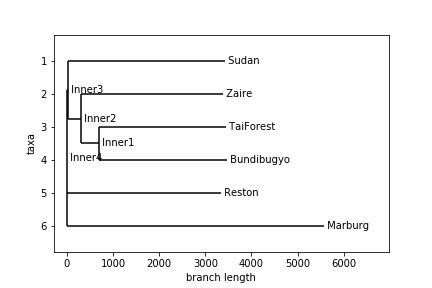 1
Sudan
Inner3
2
Zaire
Inner2
3
TaiForest
Inner1
Inner4
4
Bundibugyo
5
Reston
6
Marburg
taxa
0 1000 2000 3000 4000 5000 6000
branch length